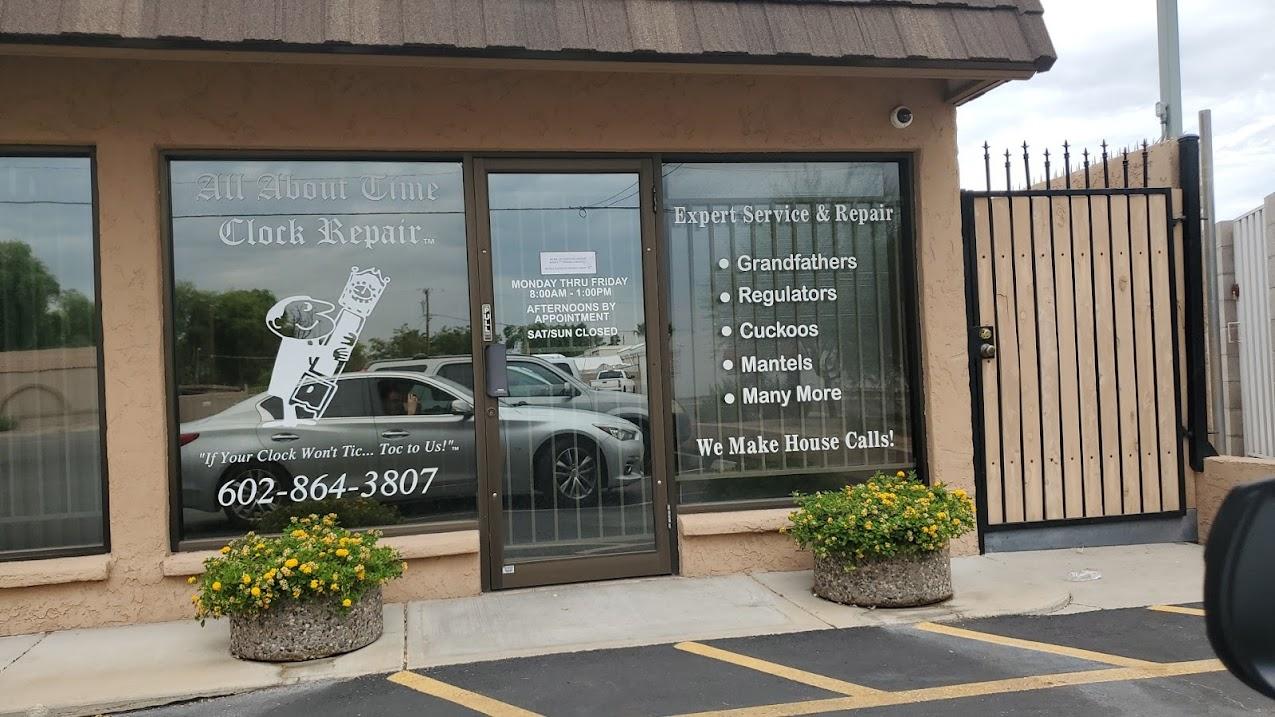 All About Time
Clock Repair™
"If Your Clock Won't Tic... Toc to Us!"™
602-864-3807
PULL
MONDAY THRU FRIDAY
8:00AM - 1:00PM
AFTERNOONS BY
APPOINTMENT
SAT/SUN CLOSED
Expert Service & Repair
• Grandfathers
• Regulators
• Cuckoos
• Mantels
• Many More
We Make House Calls!